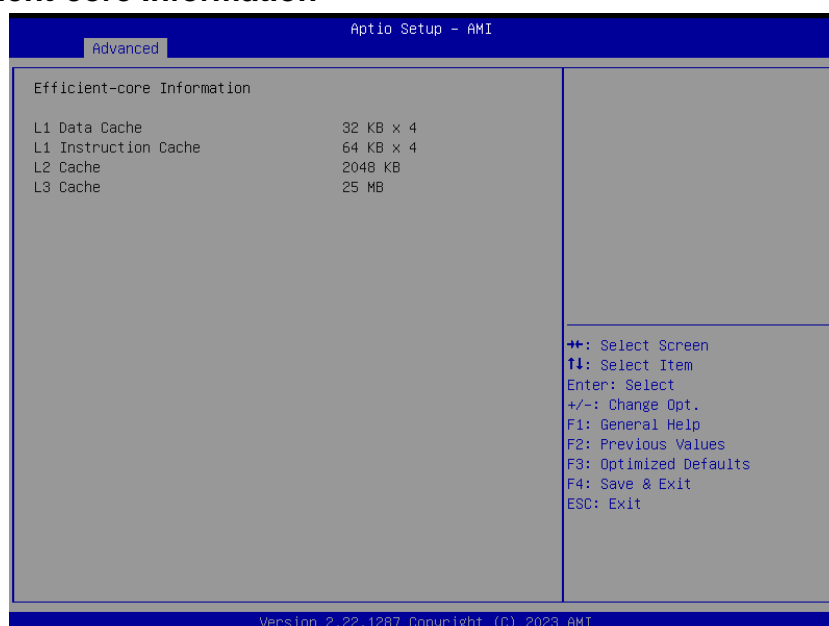 Aptio Setup – AMI
Advanced
Efficient-core Information
L1 Data Cache 32 KB x 4
L1 Instruction Cache 64 KB x 4
L2 Cache 2048 KB
L3 Cache 25 MB
→←: Select Screen
↑↓: Select Item
Enter: Select
+/-: Change Opt.
F1: General Help
F2: Previous Values
F3: Optimized Defaults
F4: Save & Exit
ESC: Exit
Version 2.22.1287 Copyright (C) 2023 AMI